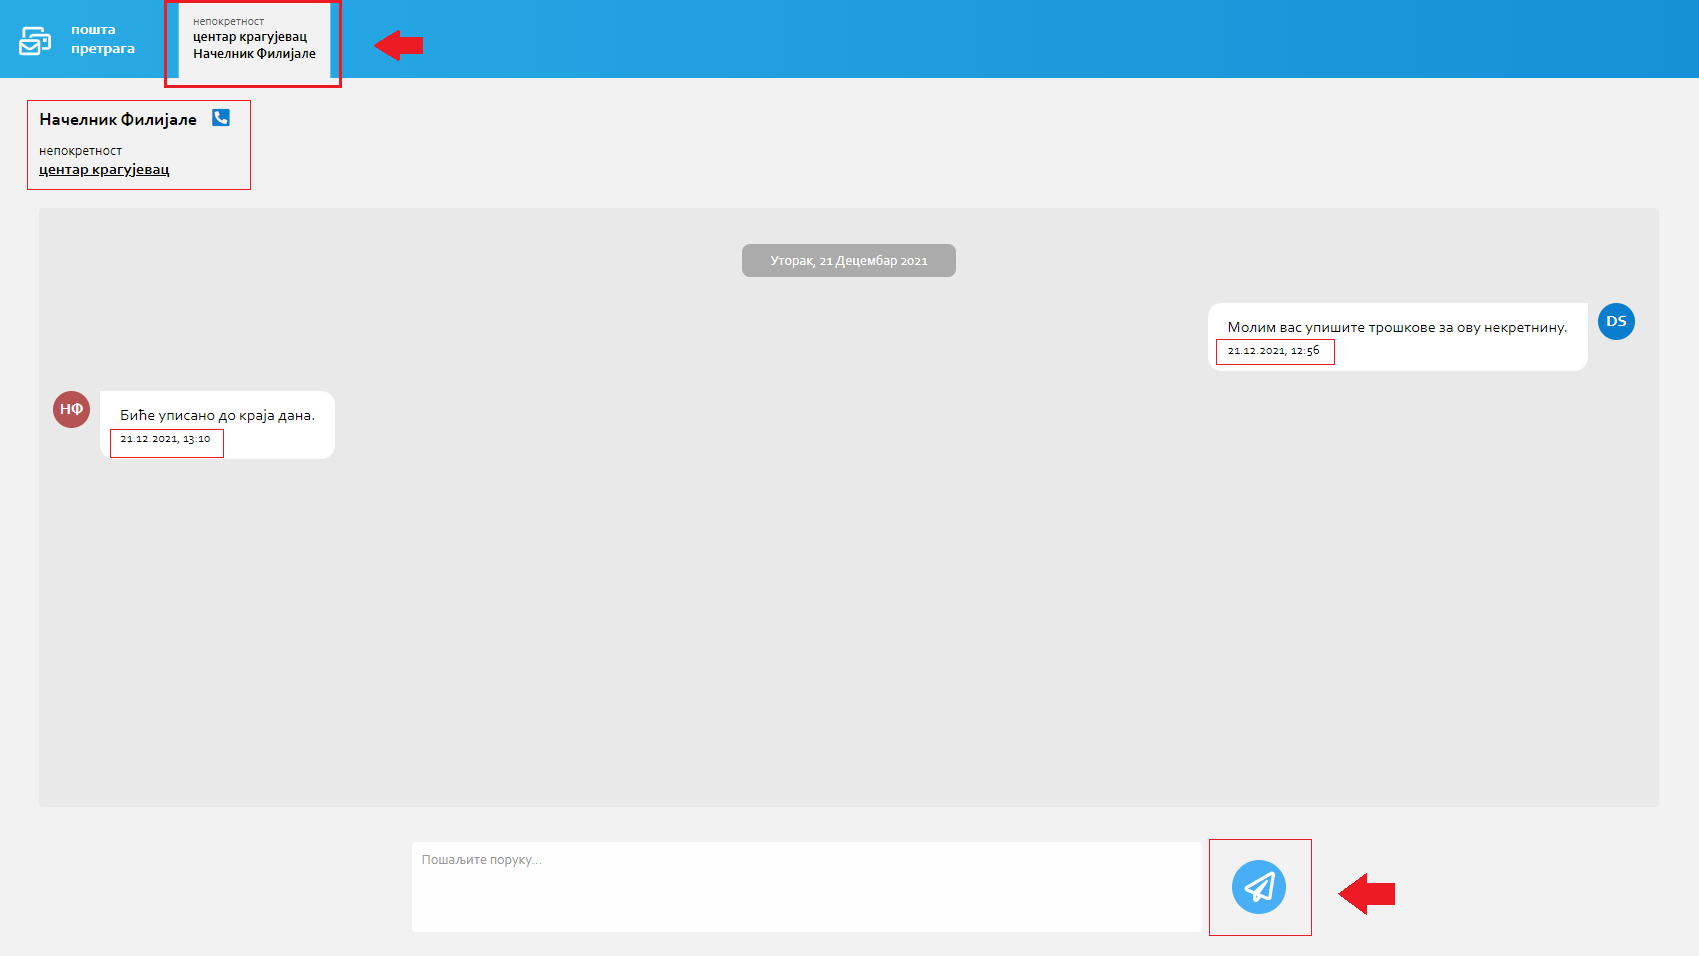 пошта
претрага
непокретност
центар крагујевац
Начелник Филијале
Начелник Филијале
непокретност
центар крагујевац
Уторак, 21 Децембар 2021
Молим вас упишите трошкове за ову некретнину.
21.12.2021, 12:56
DS
НФ
Биће уписано до краја дана.
21.12.2021, 13:10
Пошаљите поруку...